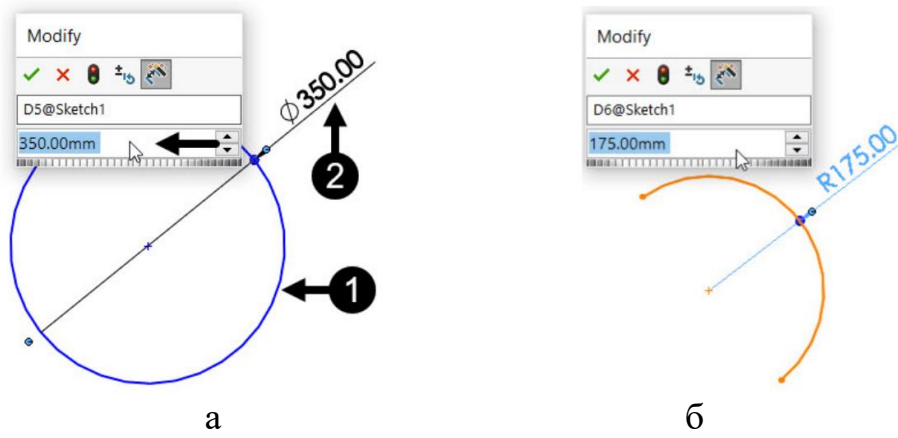 Modify
D5@Sketch1
350.00mm
⌀350.00
2
1
а
Modify
D6@Sketch1
175.00mm
R175.00
б